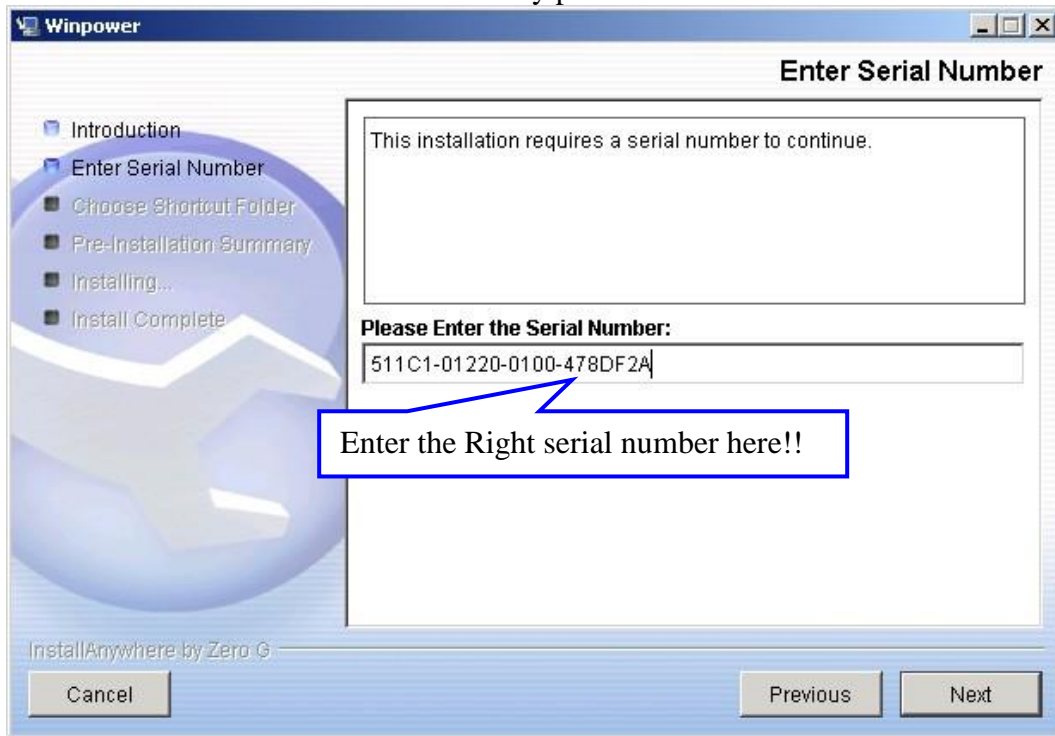 Winpower
Enter Serial Number
Introduction
Enter Serial Number
Choose Shortcut Folder
Pre-Installation Summary
Installing...
Install Complete
This installation requires a serial number to continue.
Please Enter the Serial Number:
511C1-01220-0100-478DF2A
Enter the Right serial number here!!
InstallAnywhere by Zero G
Cancel
Previous
Next